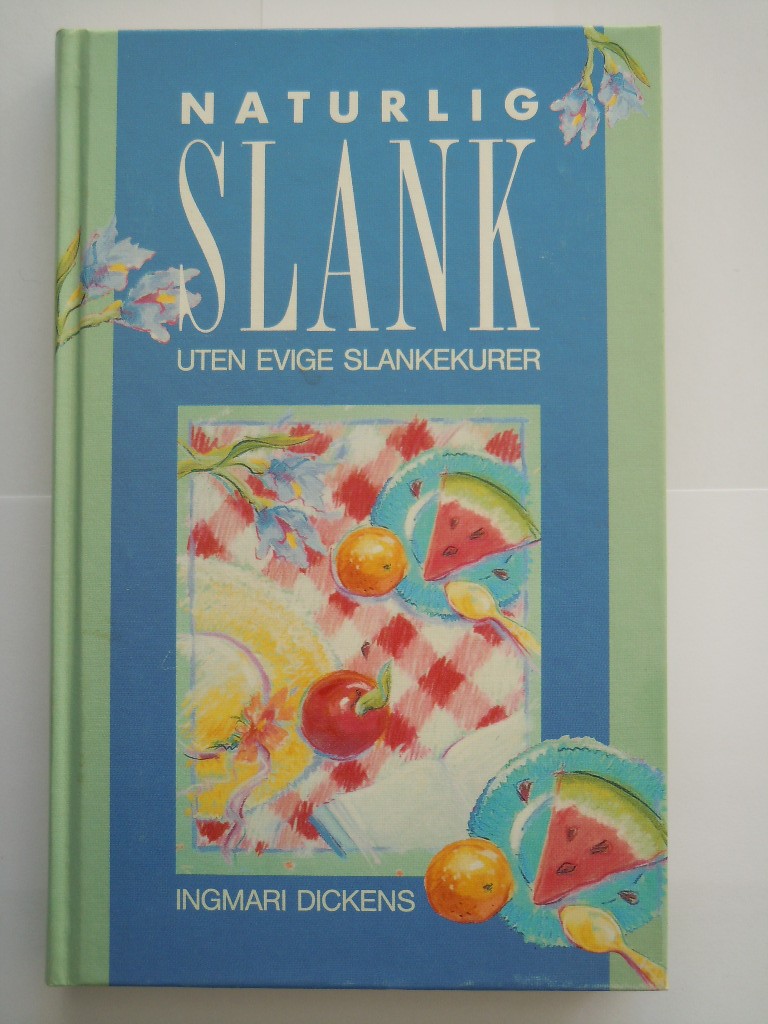 NATURLIG
SLANK
UTEN EVIGE SLANKEKURER
INGMARI DICKENS